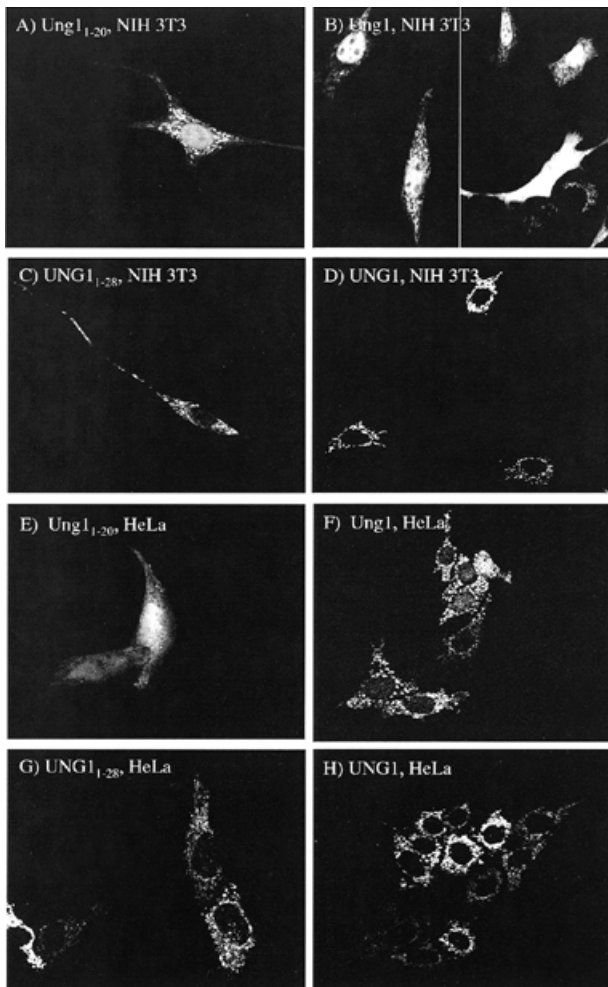 A) Ung1₁₋₂₀, NIH 3T3
B) Ung1, NIH 3T3
C) UNG1₁₋₂₈, NIH 3T3
D) UNG1, NIH 3T3
E) Ung1₁₋₂₀, HeLa
F) Ung1, HeLa
G) UNG1₁₋₂₈, HeLa
H) UNG1, HeLa